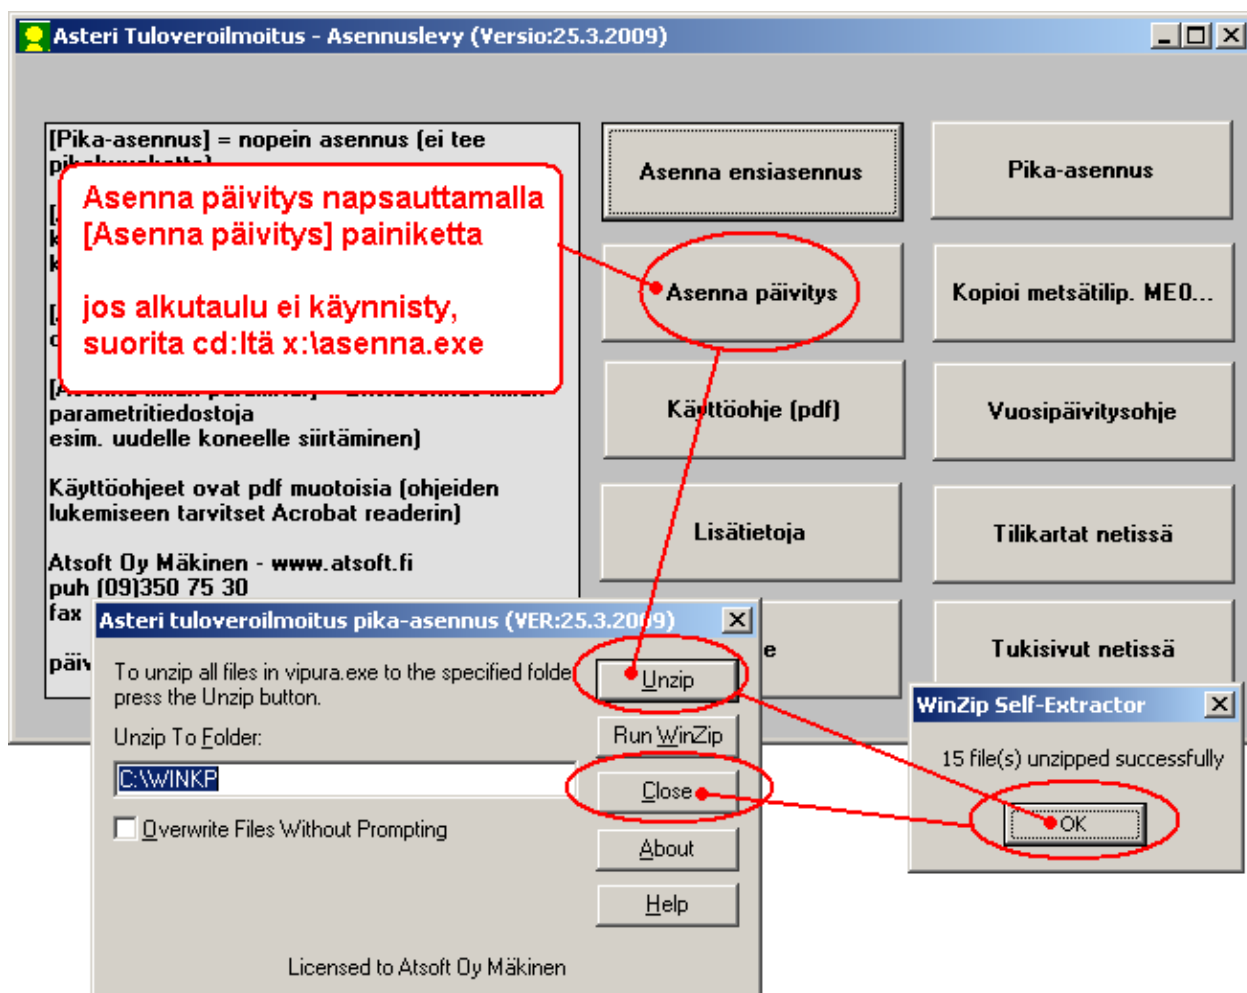 Asteri Tuloveroilmoitus - Asennuslevy (Versio:25.3.2009)
[Pika-asennus] = nopein asennus (ei tee
Asenna päivitys napsauttamalla
[Asenna päivitys] painiketta
jos alkutaulu ei käynnisty,
suorita cd:ltä x:\asenna.exe
parametritiedostoja
esim. uudelle koneelle siirtäminen)
Käyttöohjeet ovat pdf muotoisia (ohjeiden
lukemiseen tarvitset Acrobat readerin)
Atsoft Oy Mäkinen - www.atsoft.fi
puh (09)350 75 30
fax
Asenna ensiasennus
Pika-asennus
Asenna päivitys
Kopioi metsätilip. ME0...
Käyttöohje (pdf)
Vuosipäivitysohje
Lisätietoja
Tilikartat netissä
Tukisivut netissä
Asteri tuloveroilmoitus pika-asennus (VER:25.3.2009)
To unzip all files in vipura.exe to the specified folde
press the Unzip button.
Unzip To Folder:
C:\WINKP
Overwrite Files Without Prompting
Unzip
Run WinZip
Close
About
Help
Licensed to Atsoft Oy Mäkinen
WinZip Self-Extractor
15 file(s) unzipped successfully
OK